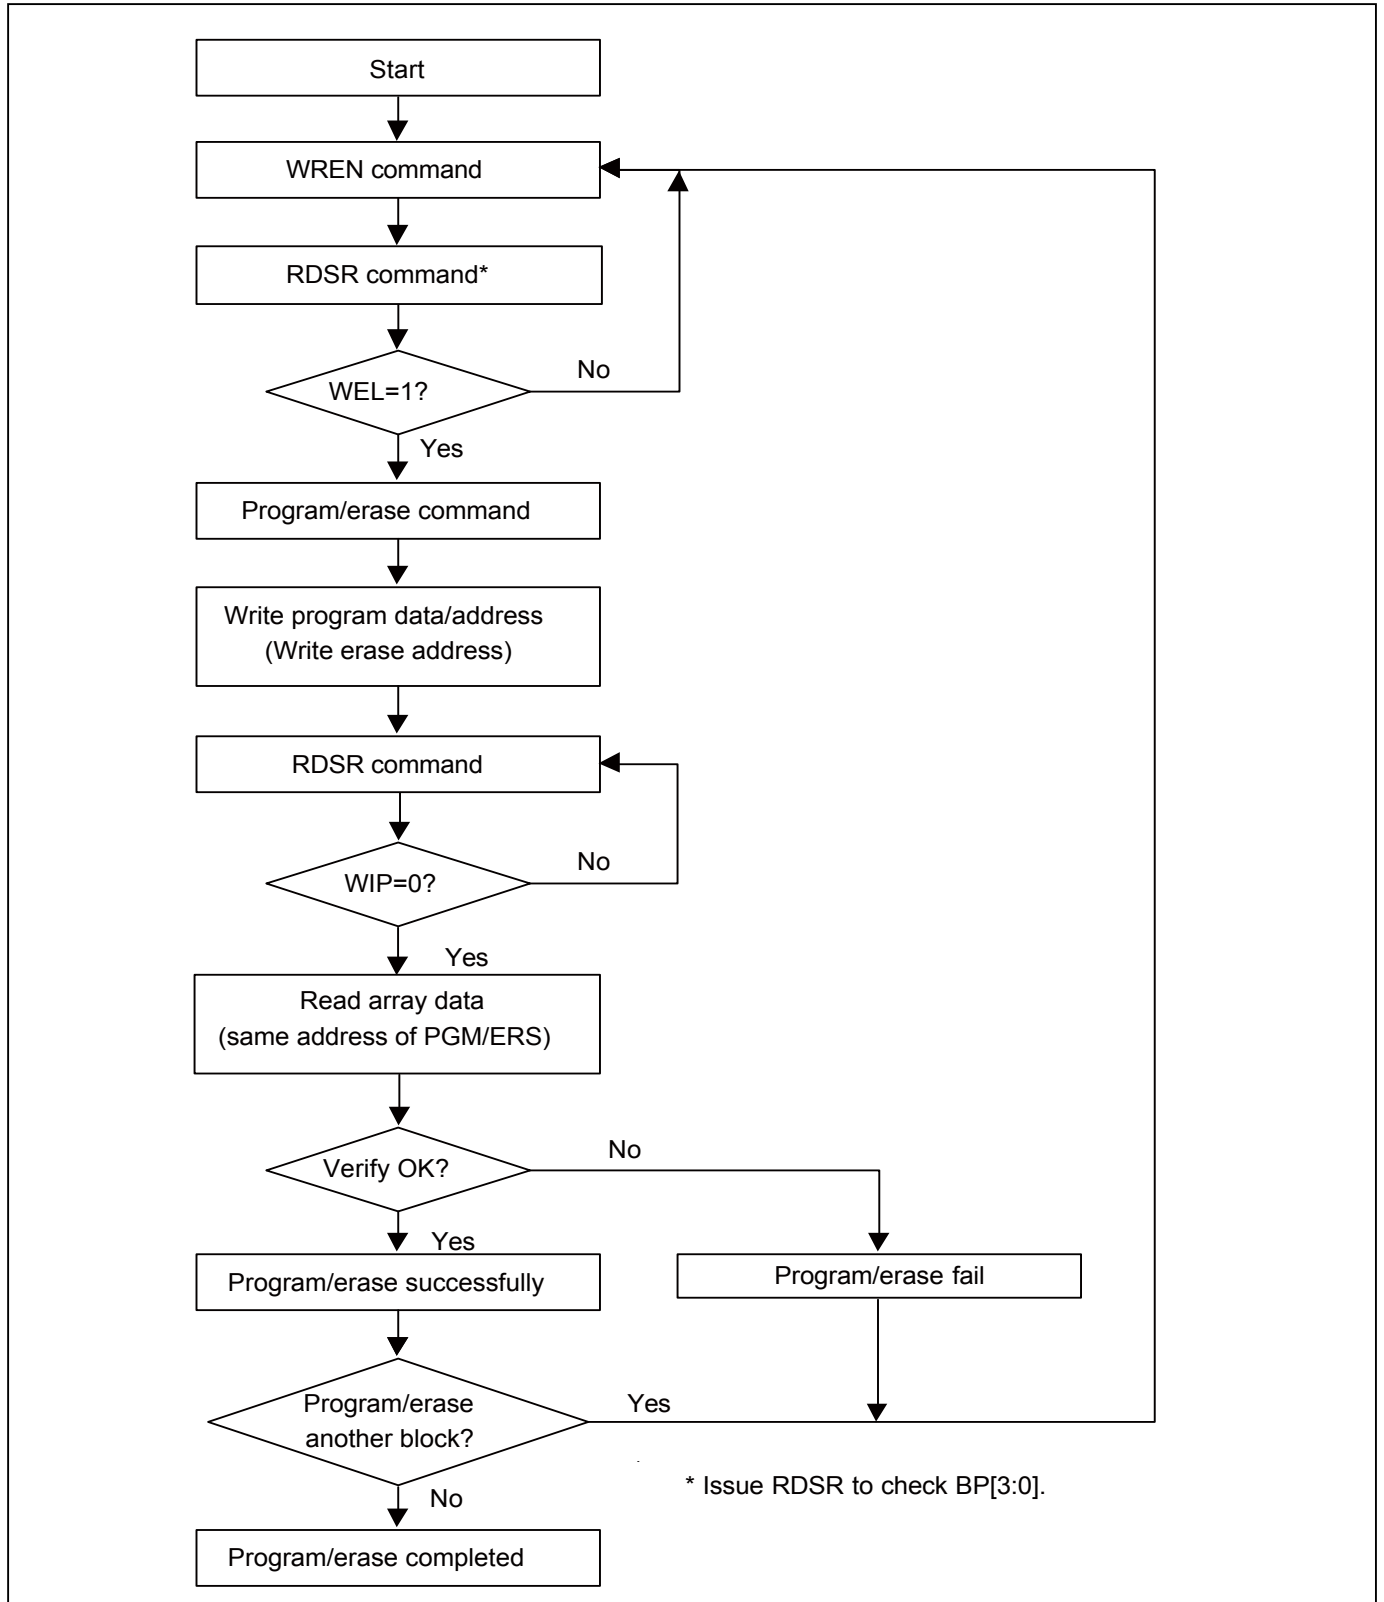 Start
WREN command
RDSR command*
WEL=1?
No
Yes
Program/erase command
Write program data/address
(Write erase address)
RDSR command
WIP=0?
No
Yes
Read array data
(same address of PGM/ERS)
Verify OK?
No
Yes
Program/erase successfully
Program/erase fail
Program/erase
another block?
Yes
* Issue RDSR to check BP[3:0].
No
Program/erase completed